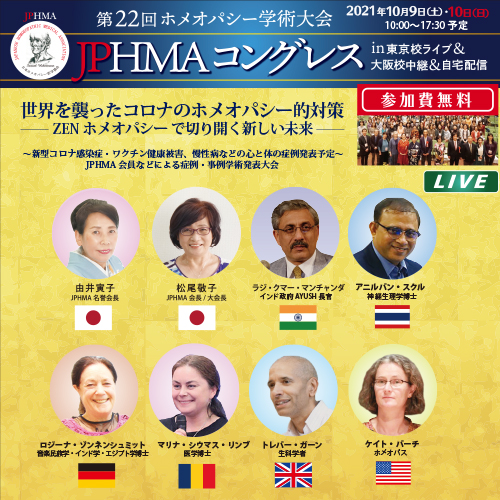 JPHMA
JAPANESE HOMOEOPATHIC MEDICAL ASSOCIATION
第22回 ホメオパシー学術大会
JPHMAコングレス
2021年10月9日(土)・10日(日)
10:00〜17:30 予定
in 東京校ライブ&
大阪校中継&自宅配信
世界を襲ったコロナのホメオパシー的対策
ZEN ホメオパシーで切り開く新しい未来
〜新型コロナ感染症・ワクチン健康被害、慢性病などの心と体の症例発表予定〜
JPHMA 会員などによる症例・事例学術発表大会
参加費無料
LIVE
由井寅子
JPHMA 名誉会長
松尾敬子
JPHMA 会長 / 大会長
ラジ・クマー・マンチャンダ
インド政府 AYUSH 長官
アニルバン・スクル
神経生理学博士
ロジーナ・ゾンネンシュミット
音楽民族学・インド学・エジプト学博士
マリナ・シウマス・リンブ
医学博士
トレバー・ガーン
生科学者
ケイト・バーチ
ホメオパス